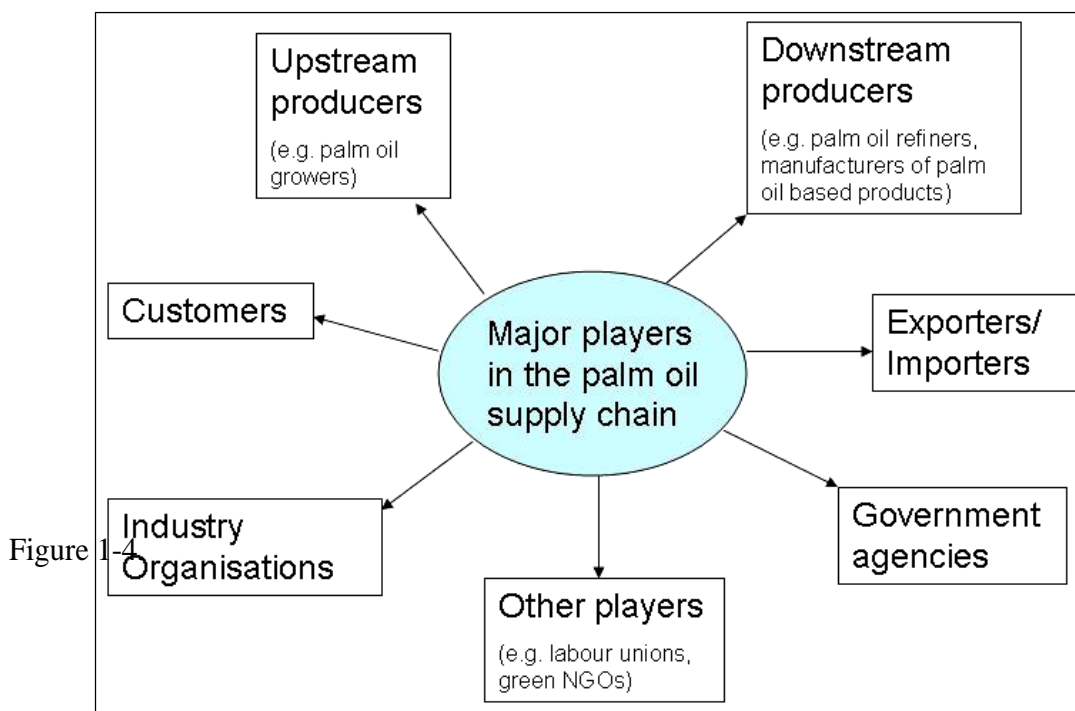 Upstream
producers
(e.g. palm oil
growers)
Downstream
producers
(e.g. palm oil refiners,
manufacturers of palm
oil based products)
Customers
Major players
in the palm oil
supply chain
Exporters/
Importers
Industry
Organisations
Figure 1-4
Other players
(e.g. labour unions,
green NGOs)
Government
agencies